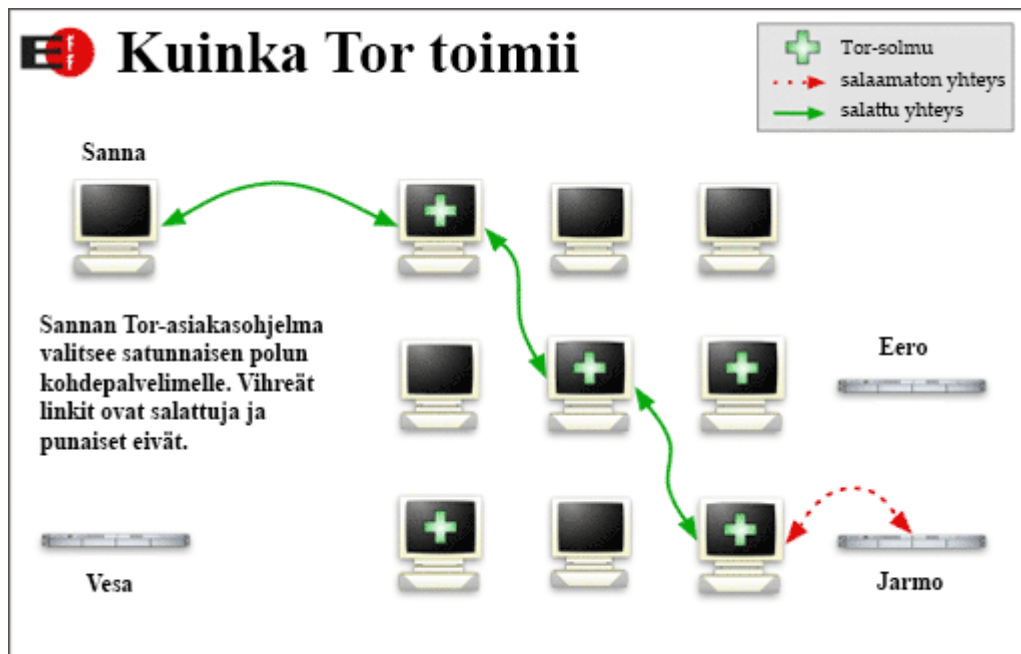 E
F
F
Kuinka Tor toimii
Tor-solmu
salaamaton yhteys
salattu yhteys
Sanna
Sannan Tor-asiakasohjelma
valitsee satunnaisen polun
kohdepalvelimelle. Vihreät
linkit ovat salattuja ja
punaiset eivät.
Eero
Vesa
Jarmo